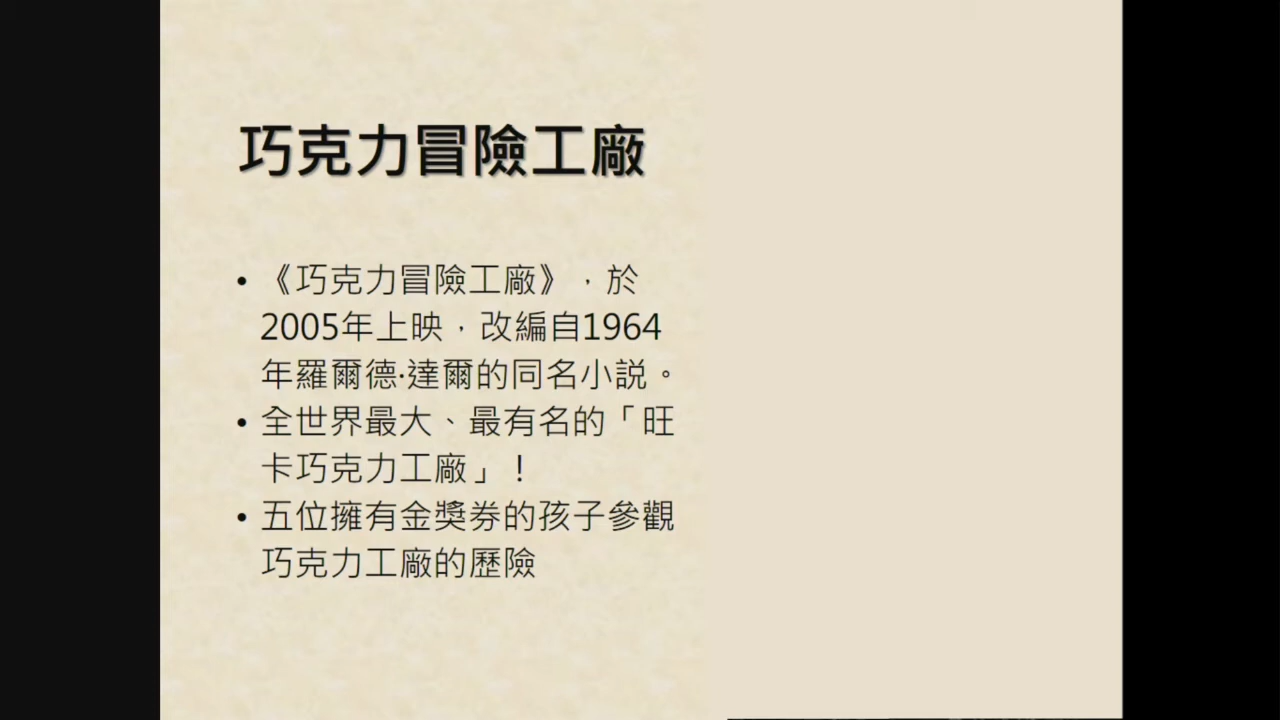 巧克力冒險工廠
• 《巧克力冒險工廠》，於
2005年上映，改編自1964
年羅爾德·達爾的同名小説。
• 全世界最大、最有名的「旺
卡巧克力工廠」！
• 五位擁有金獎券的孩子參觀
巧克力工廠的歷險